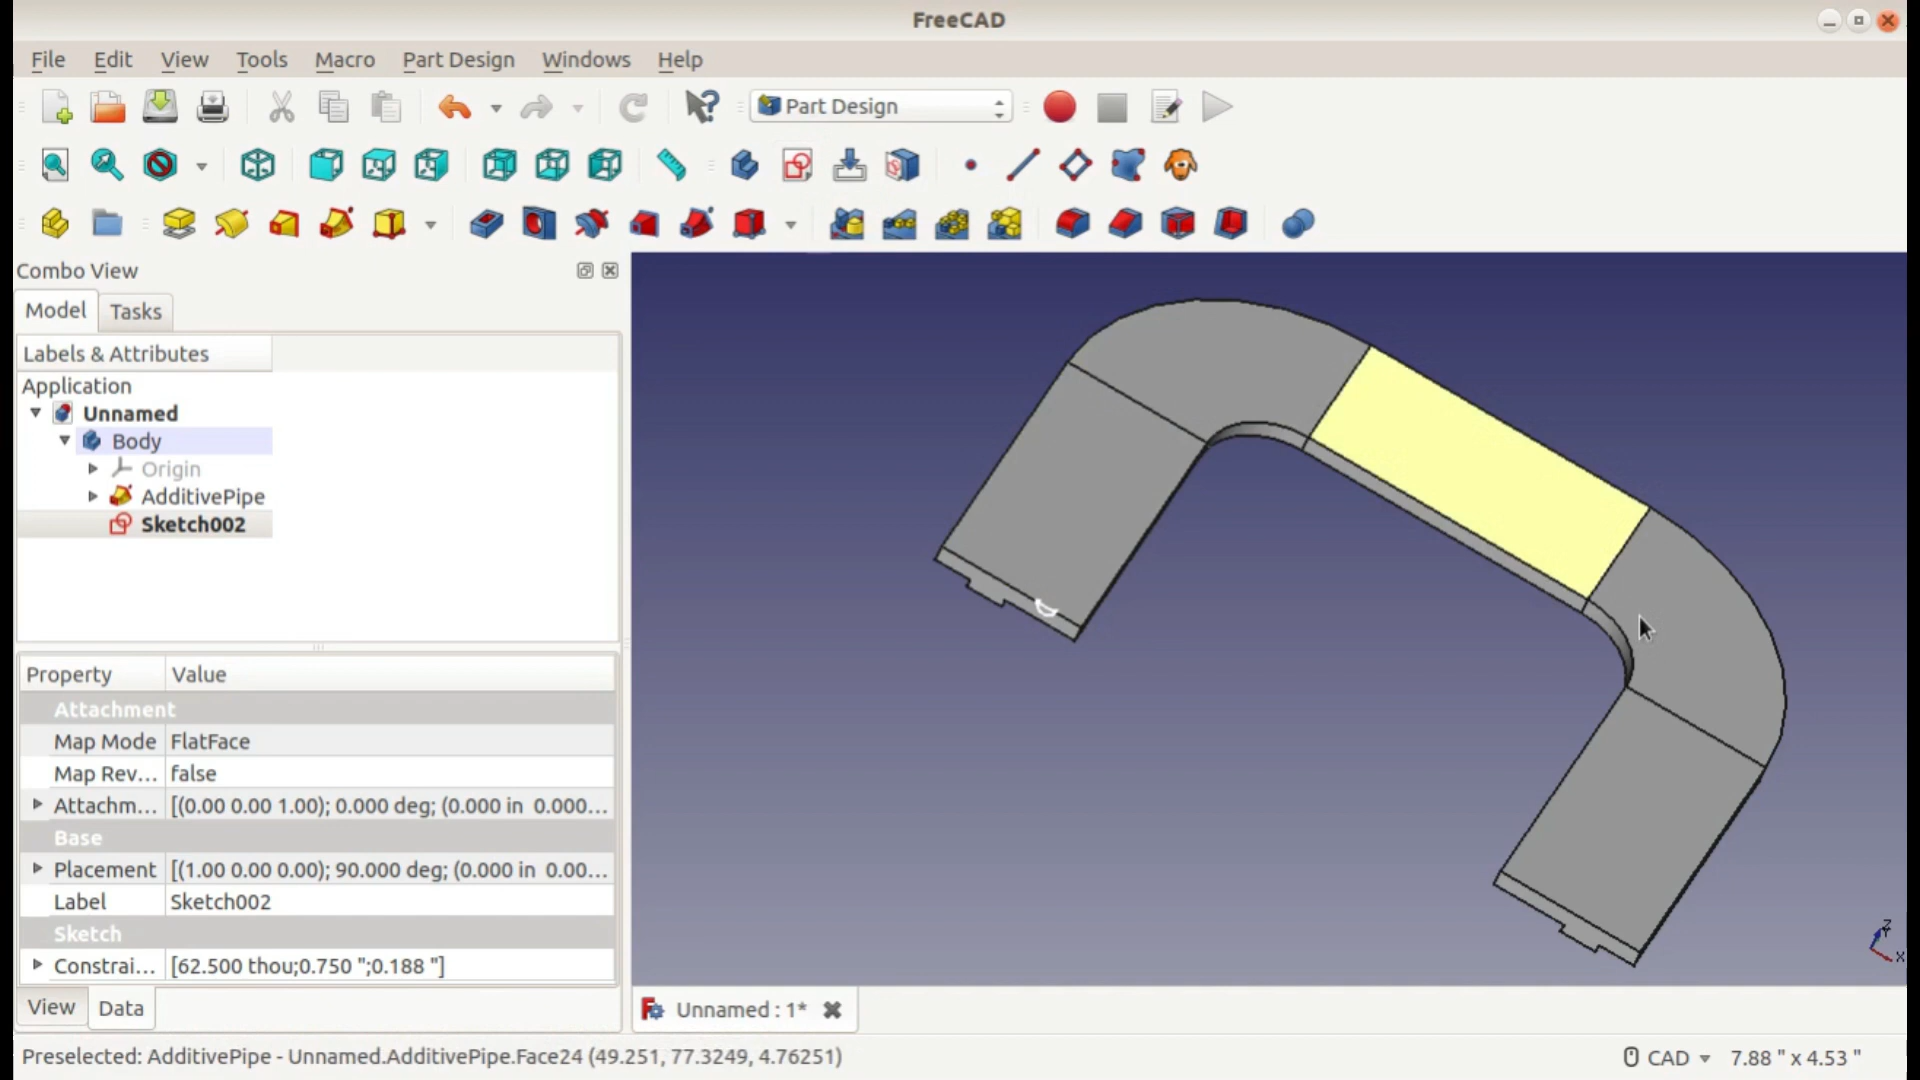 FreeCAD
File Edit View Tools Macro Part Design Windows Help
Part Design
Combo View
Model Tasks
Labels & Attributes
Application
Unnamed
Body
Origin
AdditivePipe
Sketch002
Property Value
Attachment
Map Mode FlatFace
Map Rev... false
Attachm... [(0.00 0.00 1.00); 0.000 deg; (0.000 in 0.000...
Base
Placement [(1.00 0.00 0.00); 90.000 deg; (0.000 in 0.00...
Label Sketch002
Sketch
Constrai... [62.500 thou;0.750 ";0.188 "]
View Data
Unnamed : 1*
Z
Y
X
Preselected: AdditivePipe - Unnamed.AdditivePipe.Face24 (49.251, 77.3249, 4.76251)
CAD 7.88 " x 4.53 "